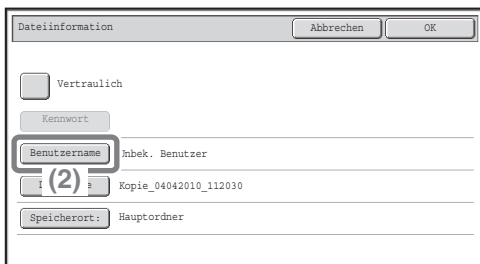 Dateiinformation Abbrechen OK
Vertraulich
Kennwort
Benutzername Unbek. Benutzer
(2) Kopie_04042010_112030
Speicherort: Hauptordner